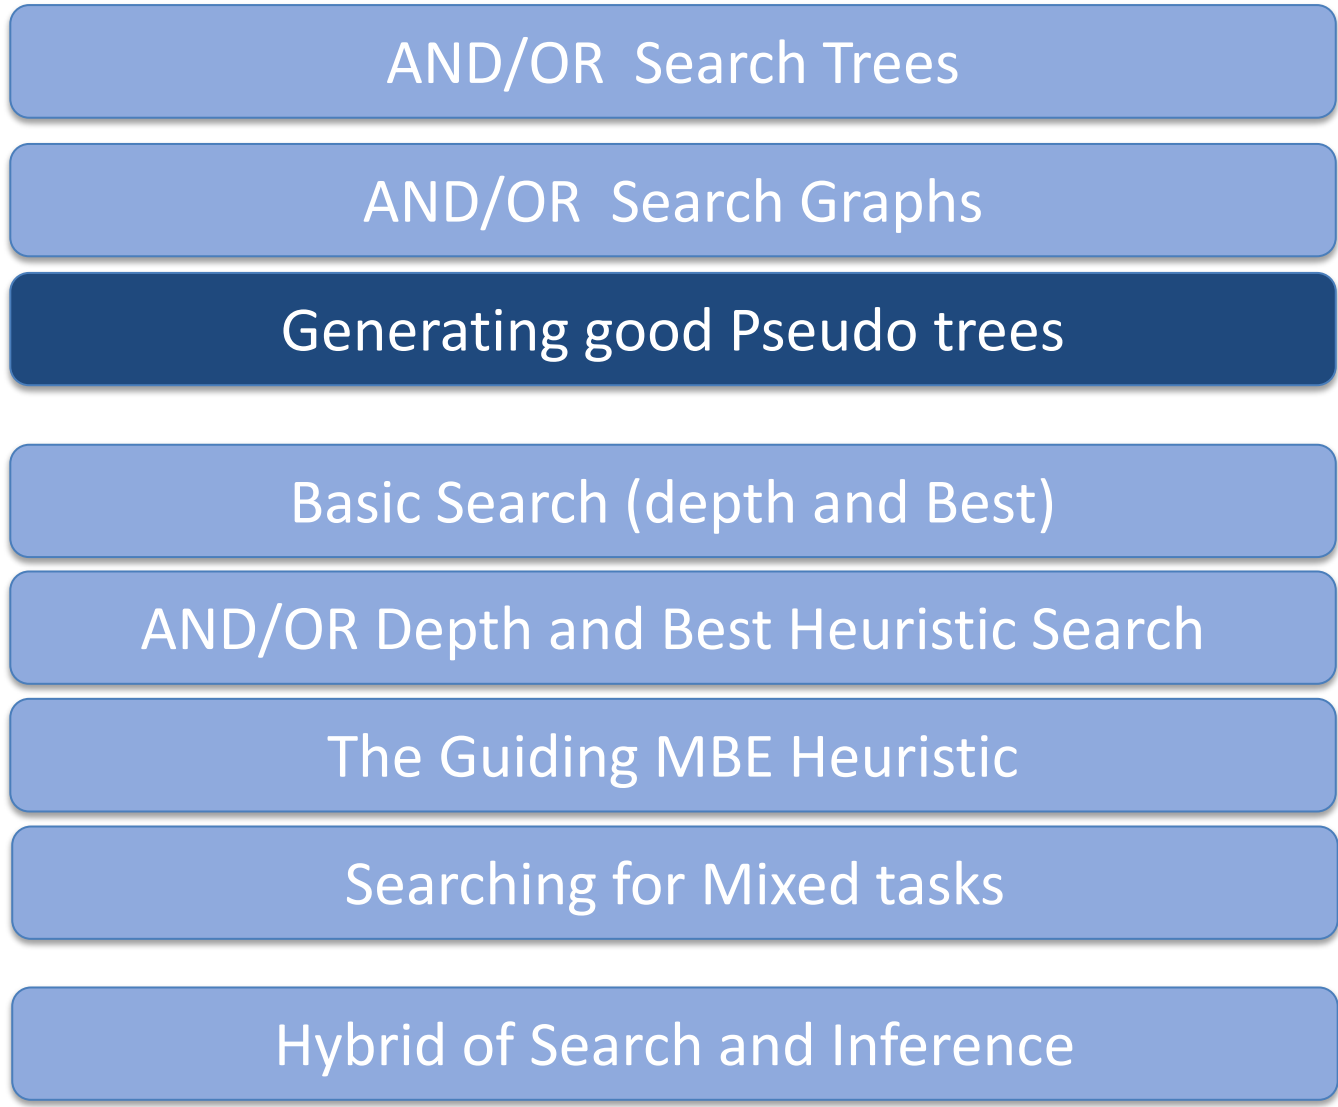 AND/OR  Search Trees
AND/OR  Search Graphs
Generating good Pseudo trees
Basic Search (depth and Best)
AND/OR Depth and Best Heuristic Search
The Guiding MBE Heuristic
Searching for Mixed tasks
Hybrid of Search and Inference